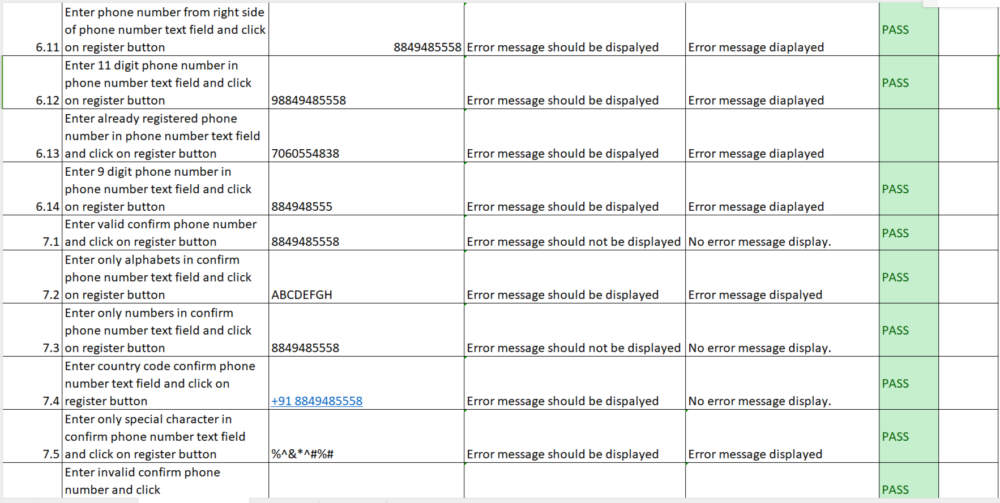 Enter phone number from right side
of phone number text field and click
6.11 on register button 8849485558 Error message should be dispalyed Error message diaplayed PASS
Enter 11 digit phone number in
phone number text field and click
6.12 on register button 98849485558 Error message should be dispalyed Error message diaplayed PASS
Enter already registered phone
number in phone number text field
6.13 and click on register button 7060554838 Error message should be dispalyed Error message diaplayed
Enter 9 digit phone number in
phone number text field and click
6.14 on register button 884948555 Error message should be dispalyed Error message diaplayed PASS
Enter valid confirm phone number
7.1 and click on register button 8849485558 Error message should not be displayed No error message display. PASS
Enter only alphabets in confirm
phone number text field and click
7.2 on register button ABCDEFGH Error message should be displayed Error message dispalyed PASS
Enter only numbers in confirm
phone number text field and click
7.3 on register button 8849485558 Error message should not be displayed No error message display. PASS
Enter country code confirm phone
number text field and click on
7.4 register button +91 8849485558 Error message should be dispalyed No error message display. PASS
Enter only special character in
confirm phone number text field
7.5 and click on register button %^&*^#%# Error message should be displayed Error message displayed PASS
Enter invalid confirm phone
number and click PASS